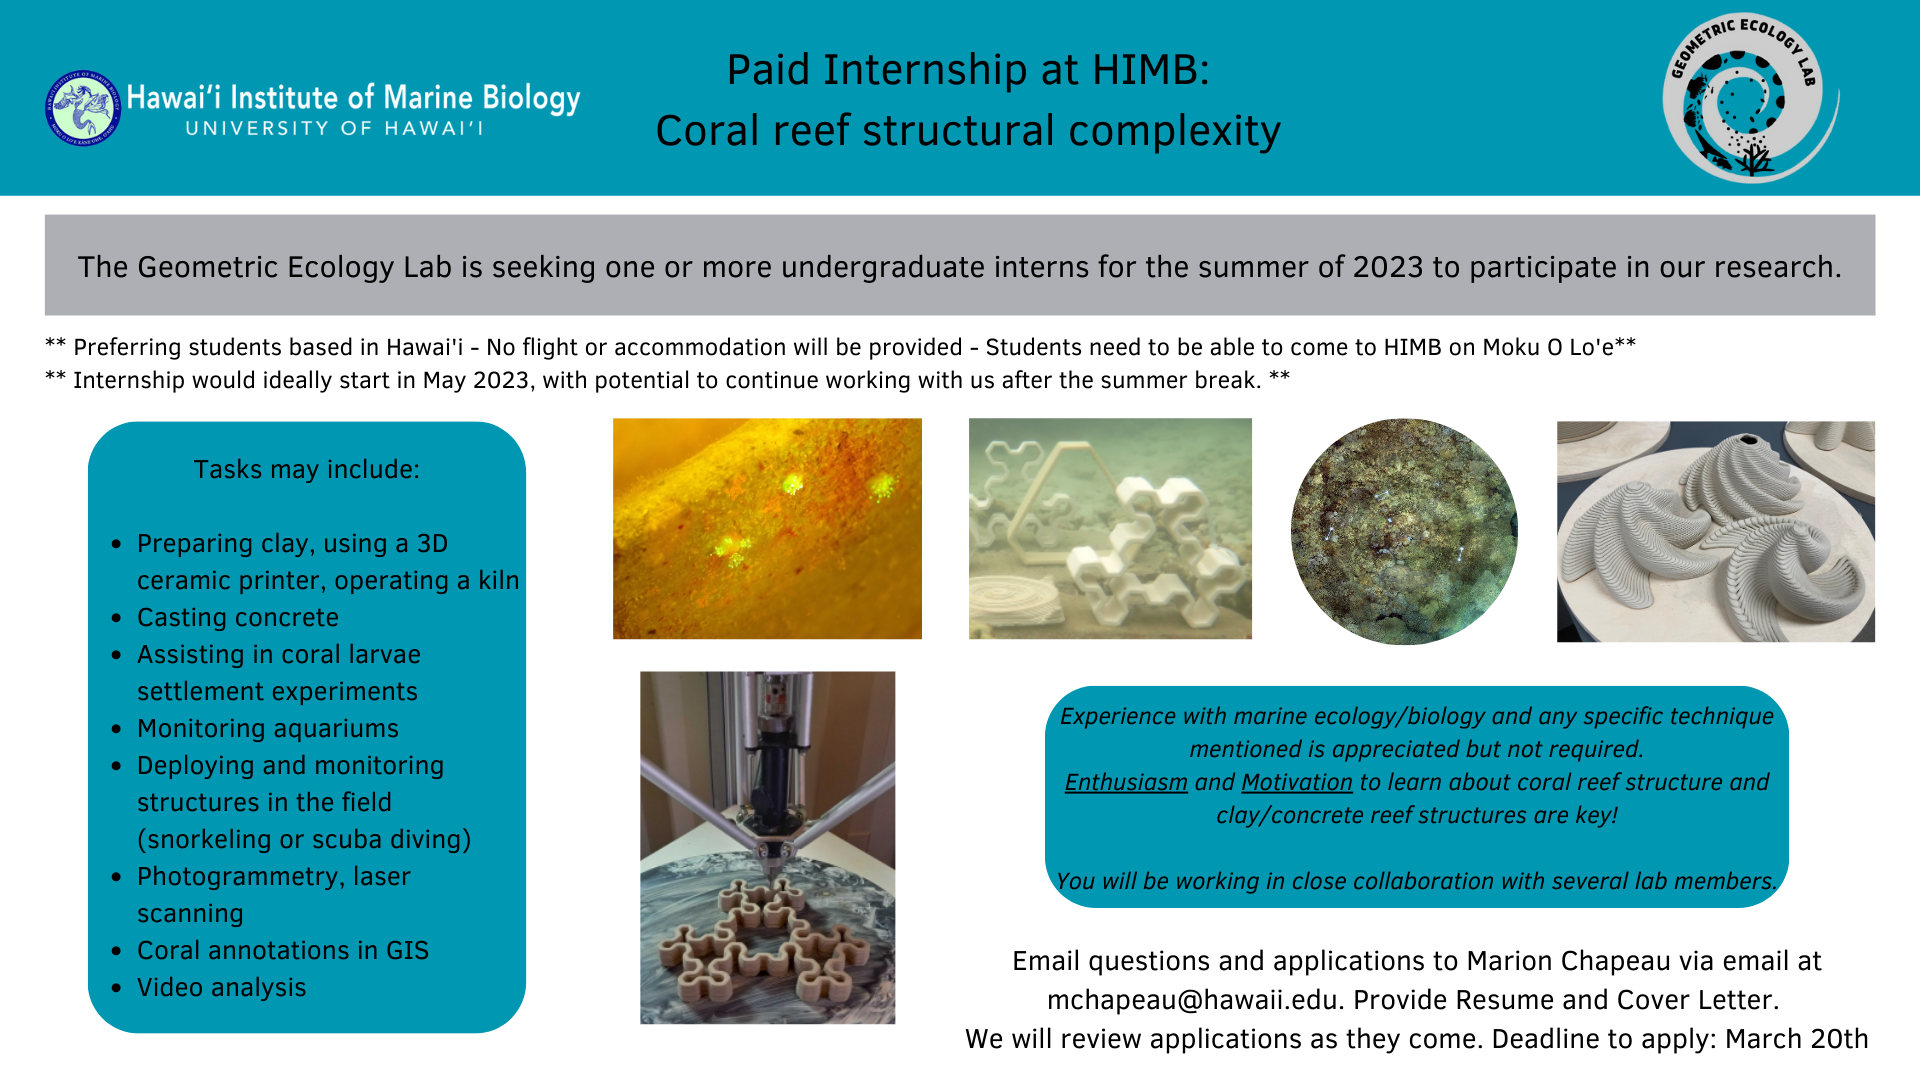 Hawai‘i Institute of Marine Biology
UNIVERSITY OF HAWAI‘I
Paid Internship at HIMB:
Coral reef structural complexity
GEOMETRIC ECOLOGY LAB
The Geometric Ecology Lab is seeking one or more undergraduate interns for the summer of 2023 to participate in our research.
** Preferring students based in Hawai'i - No flight or accommodation will be provided - Students need to be able to come to HIMB on Moku O Lo'e**
** Internship would ideally start in May 2023, with potential to continue working with us after the summer break. **
Tasks may include:
• Preparing clay, using a 3D
ceramic printer, operating a kiln
• Casting concrete
• Assisting in coral larvae
settlement experiments
• Monitoring aquariums
• Deploying and monitoring
structures in the field
(snorkeling or scuba diving)
• Photogrammetry, laser
scanning
• Coral annotations in GIS
• Video analysis
Experience with marine ecology/biology and any specific technique
mentioned is appreciated but not required.
Enthusiasm and Motivation to learn about coral reef structure and
clay/concrete reef structures are key!
You will be working in close collaboration with several lab members.
Email questions and applications to Marion Chapeau via email at
mchapeau@hawaii.edu. Provide Resume and Cover Letter.
We will review applications as they come. Deadline to apply: March 20th